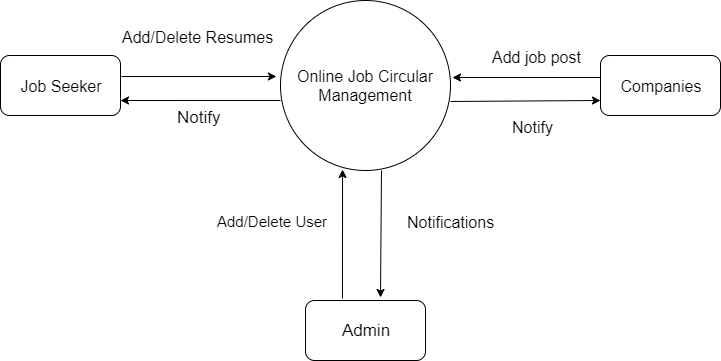 Add/Delete Resumes
Job Seeker
Notify
Online Job Circular
Management
Add job post
Companies
Notify
Add/Delete User
Notifications
Admin